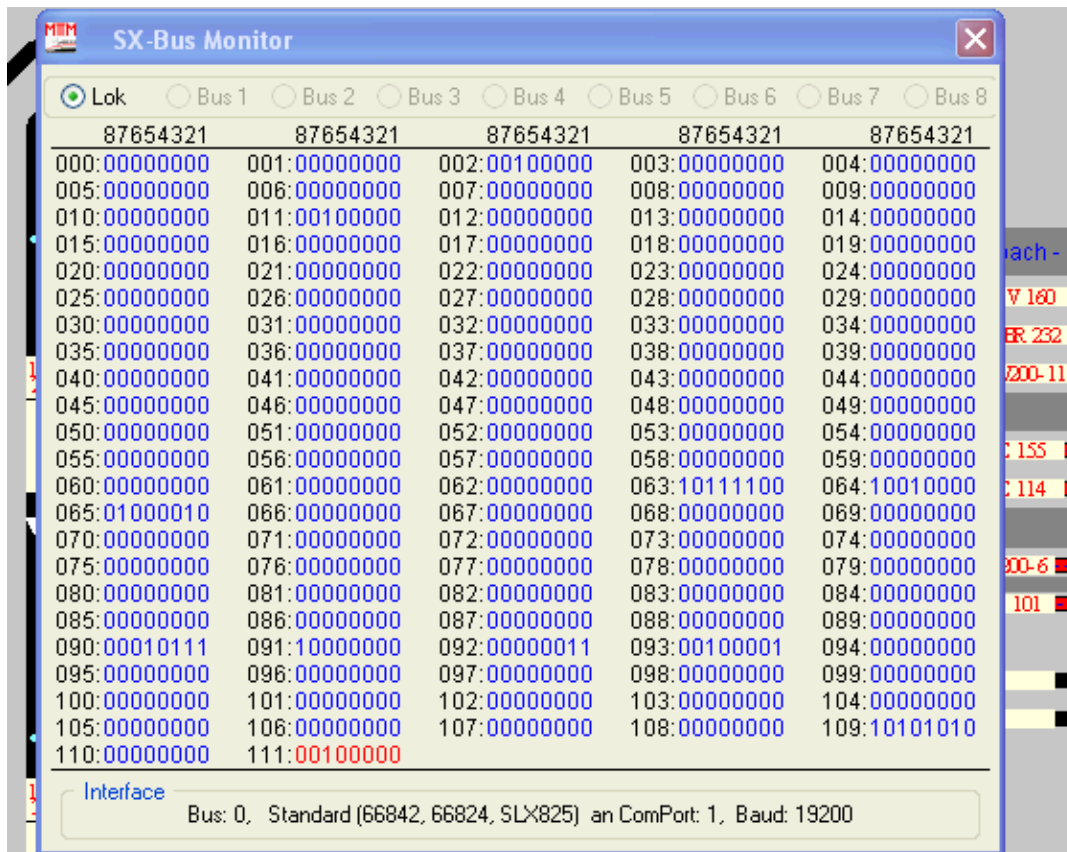 SX-Bus Monitor
Lok Bus 1 Bus 2 Bus 3 Bus 4 Bus 5 Bus 6 Bus 7 Bus 8
87654321 87654321 87654321 87654321 87654321
000:00000000 001:00000000 002:00100000 003:00000000 004:00000000
005:00000000 006:00000000 007:00000000 008:00000000 009:00000000
010:00000000 011:00100000 012:00000000 013:00000000 014:00000000
015:00000000 016:00000000 017:00000000 018:00000000 019:00000000
020:00000000 021:00000000 022:00000000 023:00000000 024:00000000
025:00000000 026:00000000 027:00000000 028:00000000 029:00000000
030:00000000 031:00000000 032:00000000 033:00000000 034:00000000
035:00000000 036:00000000 037:00000000 038:00000000 039:00000000
040:00000000 041:00000000 042:00000000 043:00000000 044:00000000
045:00000000 046:00000000 047:00000000 048:00000000 049:00000000
050:00000000 051:00000000 052:00000000 053:00000000 054:00000000
055:00000000 056:00000000 057:00000000 058:00000000 059:00000000
060:00000000 061:00000000 062:00000000 063:10111100 064:10010000
065:01000010 066:00000000 067:00000000 068:00000000 069:00000000
070:00000000 071:00000000 072:00000000 073:00000000 074:00000000
075:00000000 076:00000000 077:00000000 078:00000000 079:00000000
080:00000000 081:00000000 082:00000000 083:00000000 084:00000000
085:00000000 086:00000000 087:00000000 088:00000000 089:00000000
090:00010111 091:10000000 092:00000011 093:00100001 094:00000000
095:00000000 096:00000000 097:00000000 098:00000000 099:00000000
100:00000000 101:00000000 102:00000000 103:00000000 104:00000000
105:00000000 106:00000000 107:00000000 108:00000000 109:10101010
110:00000000 111:00100000
Interface
Bus: 0, Standard (66842, 66824, SLX825) an ComPort: 1, Baud: 19200
ach -
V 160
BR 232
155
114
101